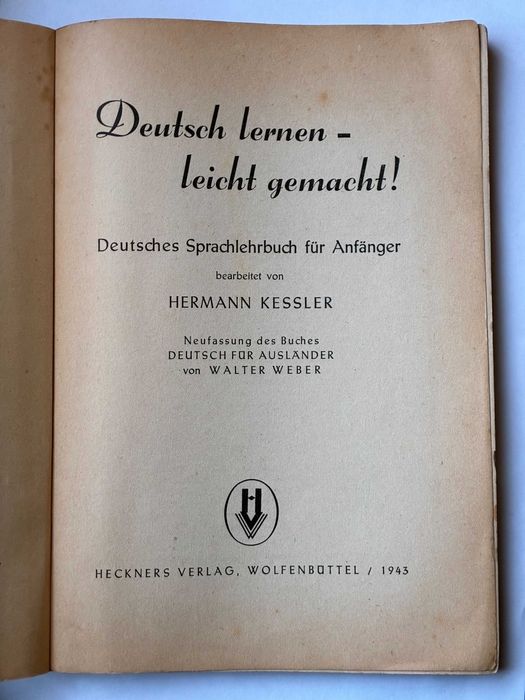 Deutsch lernen –
leicht gemacht!
Deutsches Sprachlehrbuch für Anfänger
bearbeitet von
HERMANN KESSLER
Neufassung des Buches
DEUTSCH FÜR AUSLÄNDER
von WALTER WEBER
HV
HECKNERS VERLAG, WOLFENBÜTTEL / 1943